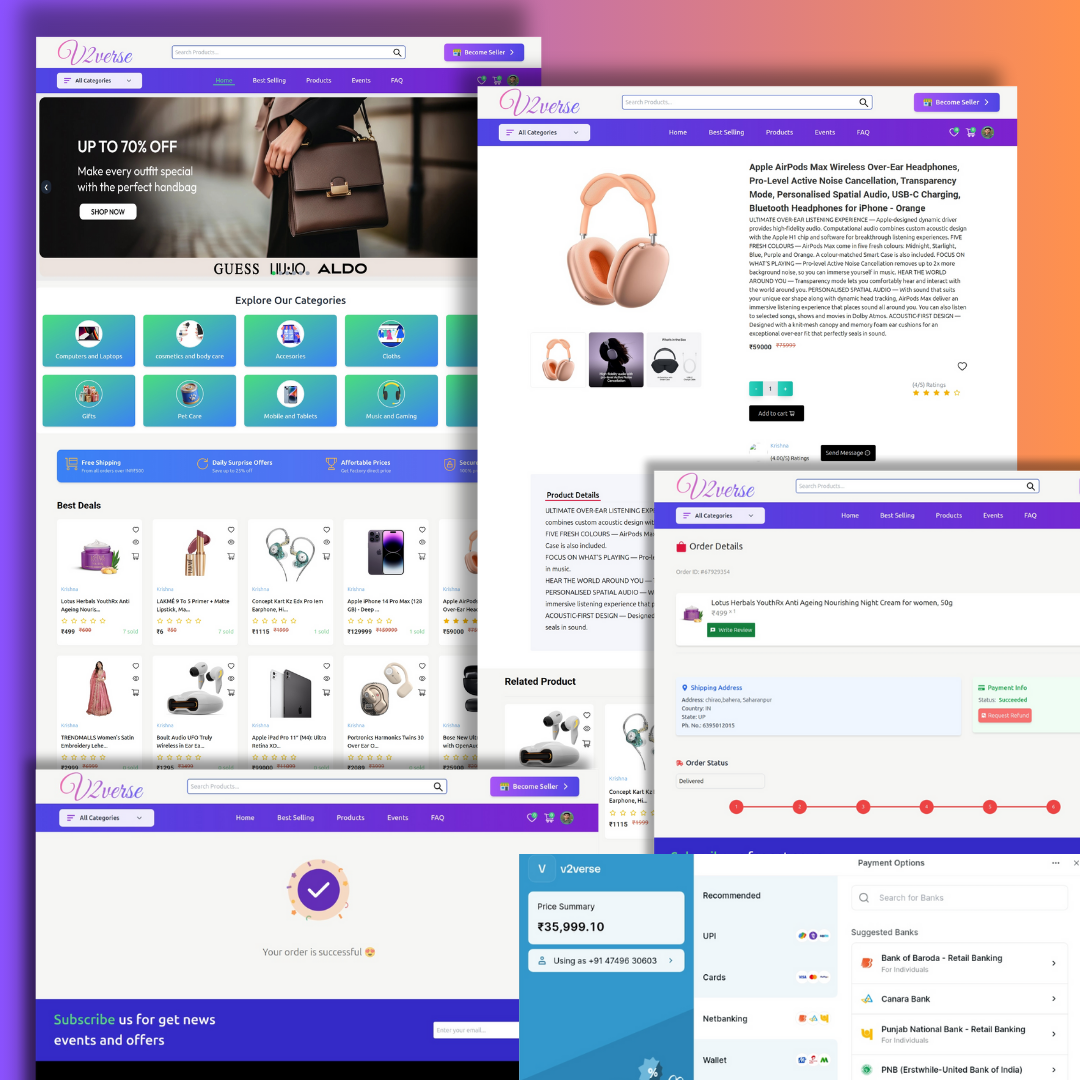 V2verse
Search Products...
Become Seller
All Categories
Home
Best Selling
Products
Events
FAQ
UP TO 70% OFF
Make every outfit special
with the perfect handbag
SHOP NOW
GUESS LIU·JO ALDO
Explore Our Categories
Computers and Laptops
cosmetics and body care
Accesories
Cloths
Gifts
Pet Care
Mobile and Tablets
Music and Gaming
Free Shipping
Daily Surprise Offers
Save up to 25% off
Affortable Prices
Get Factory direct price
Best Deals
Krishna
Lotus Herbals YouthRx Anti
Ageing Nouris...
₹499
7 sold
Krishna
LAKMÉ 9 To 5 Primer + Matte
Lipstick, Ma...
₹6 ₹50
7 sold
Krishna
Concept Kart Kz Edx Pro Iem
Earphone, Hi...
₹1115 ₹1999
1 sold
Krishna
Apple iPhone 14 Pro Max (128
GB) - Deep ...
₹129999 ₹159999
1 sold
Krishna
Over-Ear Hea
₹59000
Krishna
TRENDMALLS Women's Satin
Embroidery Lehe...
Krishna
Boult Audio UFO Truly
Wireless in Ear Ea...
Krishna
Apple iPad Pro 11" (M4): Ultra
Retina XD...
Krishna
Portronics Harmonics Twins 30
Over Ear O...
Krishna
with OpenAu
V2verse
Search Products...
Become Seller
All Categories
Home
Best Selling
Products
Events
FAQ
Apple AirPods Max Wireless Over-Ear Headphones,
Pro-Level Active Noise Cancellation, Transparency
Mode, Personalised Spatial Audio, USB-C Charging,
Bluetooth Headphones for iPhone - Orange
ULTIMATE OVER-EAR LISTENING EXPERIENCE — Apple-designed dynamic driver
provides high-fidelity audio. Computational audio combines custom acoustic design
with the Apple H1 chip and software for breakthrough listening experiences. FIVE
FRESH COLOURS — AirPods Max come in five fresh colours: Midnight, Starlight,
Blue, Purple and Orange. A colour-matched Smart Case is also included. FOCUS ON
WHAT'S PLAYING — Pro-level Active Noise Cancellation removes up to 2x more
background noise, so you can immerse yourself in music. HEAR THE WORLD
AROUND YOU — Transparency mode lets you comfortably hear and interact with
the world around you. PERSONALISED SPATIAL AUDIO — With sound that suits
your unique ear shape along with dynamic head tracking, AirPods Max deliver an
immersive listening experience that places sound all around you. You can also listen
to selected songs, shows and movies in Dolby Atmos. ACOUSTIC-FIRST DESIGN —
Designed with a knit-mesh canopy and memory foam ear cushions for an
exceptional over-ear fit that perfectly seals in sound.
₹59000 ₹75999
- 1 +
(4/5) Ratings
Add to cart
Krishna
(4.00/5) Ratings
Send Message
Product Details
ULTIMATE OVER-EAR LISTENING EXP
combines custom acoustic design wit
FIVE FRESH COLOURS — AirPods Max
Case is also included.
FOCUS ON WHAT'S PLAYING — Pro-l
in music.
HEAR THE WORLD AROUND YOU —
PERSONALISED SPATIAL AUDIO — W
immersive listening experience that p
ACOUSTIC-FIRST DESIGN — Designed
seals in sound.
Related Product
Krishna
Concept Kart Kz
Earphone, Hi...
₹1115 ₹1999
V2verse
Search Products...
All Categories
Home
Best Selling
Products
Events
FAQ
Order Details
Order ID: #67929354
Lotus Herbals YouthRx Anti Ageing Nourishing Night Cream for women, 50g
₹499 x 1
Write Review
Shipping Address
Address: chirao,bahera, Saharanpur
Country: IN
State: UP
Ph. No.: 6395012015
Payment Info
Status: Succeeded
Request Refund
Order Status
Delivered
1 2 3 4 5 6
V2verse
Search Products...
Become Seller
All Categories
Home
Best Selling
Products
Events
FAQ
Your order is successful 😍
Subscribe us for get news
events and offers
Enter your email...
V v2verse
Price Summary
₹35,999.10
Using as +91 47496 30603
%
Recommended
UPI
Cards
VISA
Netbanking
Wallet
Payment Options
Search for Banks
Suggested Banks
Bank of Baroda - Retail Banking
For Individuals
Canara Bank
Punjab National Bank - Retail Banking
For Individuals
PNB (Erstwhile-United Bank of India)